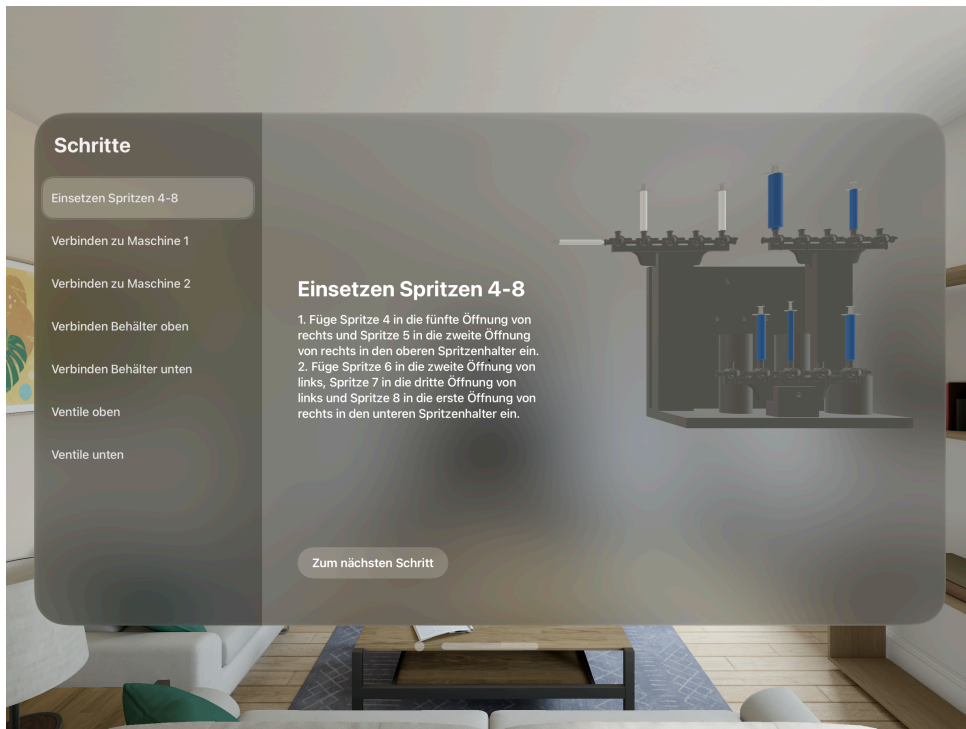 Schritte
Einsetzen Spritzen 4-8
Verbinden zu Maschine 1
Verbinden zu Maschine 2
Verbinden Behälter oben
Verbinden Behälter unten
Ventile oben
Ventile unten
Einsetzen Spritzen 4-8
1. Füge Spritze 4 in die fünfte Öffnung von
rechts und Spritze 5 in die zweite Öffnung
von rechts in den oberen Spritzenhalter ein.
2. Füge Spritze 6 in die zweite Öffnung von
links, Spritze 7 in die dritte Öffnung von
links und Spritze 8 in die erste Öffnung von
rechts in den unteren Spritzenhalter ein.
Zum nächsten Schritt